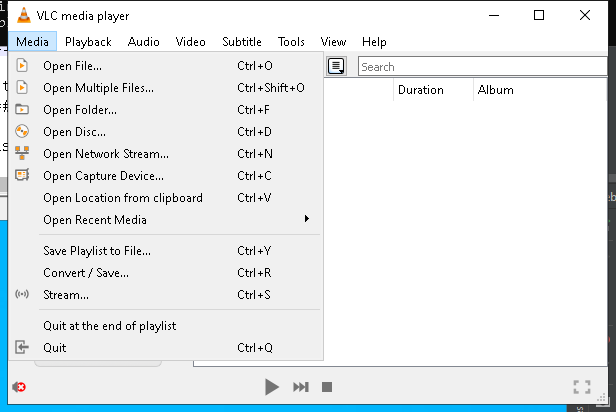 VLC media player
Media Playback Audio Video Subtitle Tools View Help
Open File... Ctrl+O
Search
Open Multiple Files... Ctrl+Shift+O
Duration Album
Open Folder... Ctrl+F
Open Disc... Ctrl+D
Open Network Stream... Ctrl+N
Open Capture Device... Ctrl+C
Open Location from clipboard Ctrl+V
Open Recent Media
Save Playlist to File... Ctrl+Y
Convert / Save... Ctrl+R
Stream... Ctrl+S
Quit at the end of playlist
Quit Ctrl+Q